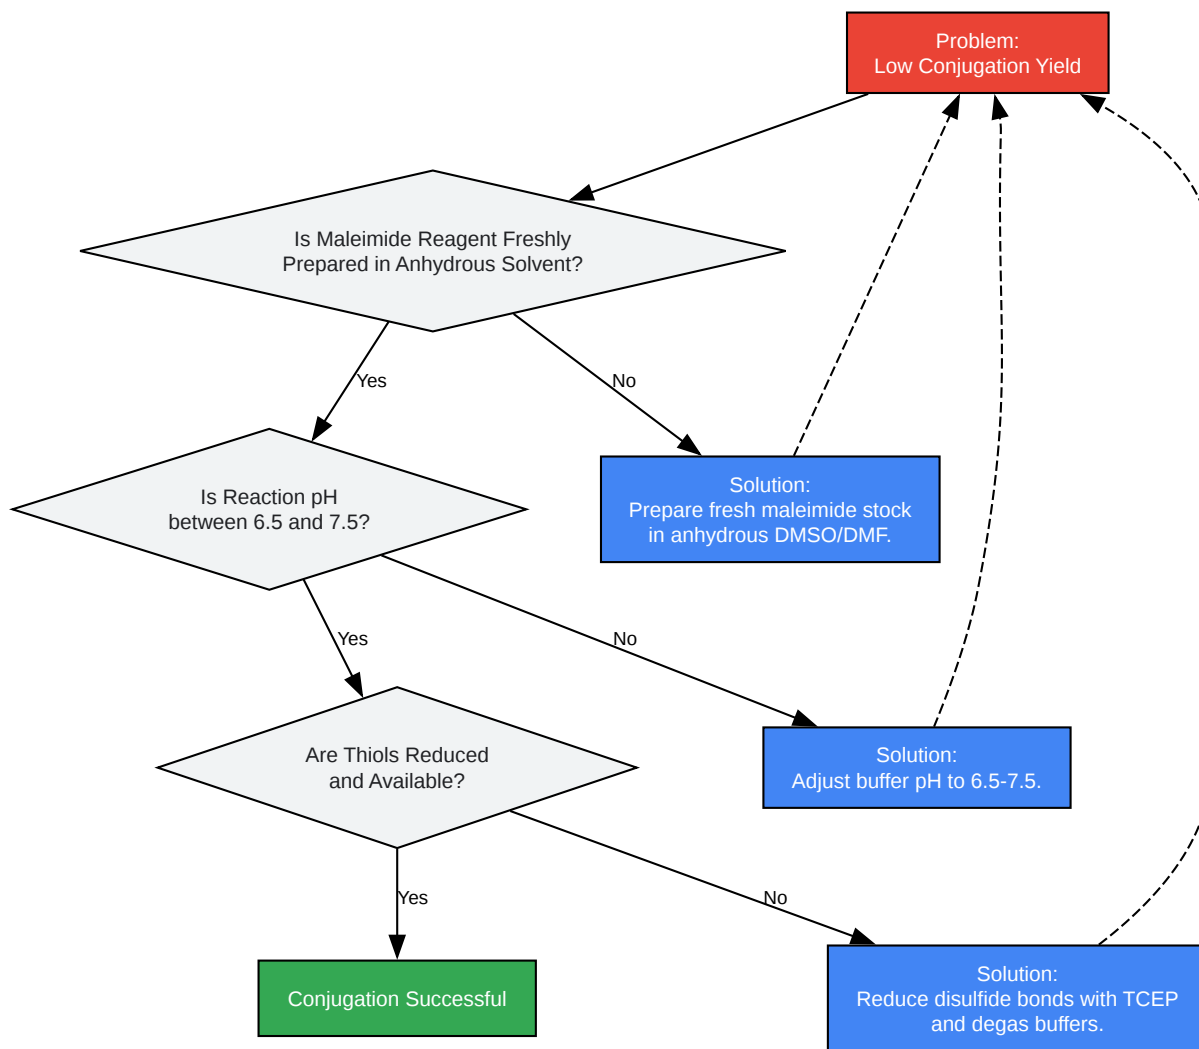 Problem:
Low Conjugation Yield
Is Maleimide Reagent Freshly
Prepared in Anhydrous Solvent?
Yes
No
Is Reaction pH
between 6.5 and 7.5?
Solution:
Prepare fresh maleimide stock
in anhydrous DMSO/DMF.
Yes
No
Are Thiols Reduced
and Available?
Solution:
Adjust buffer pH to 6.5-7.5.
Yes
No
Conjugation Successful
Solution:
Reduce disulfide bonds with TCEP
and degas buffers.